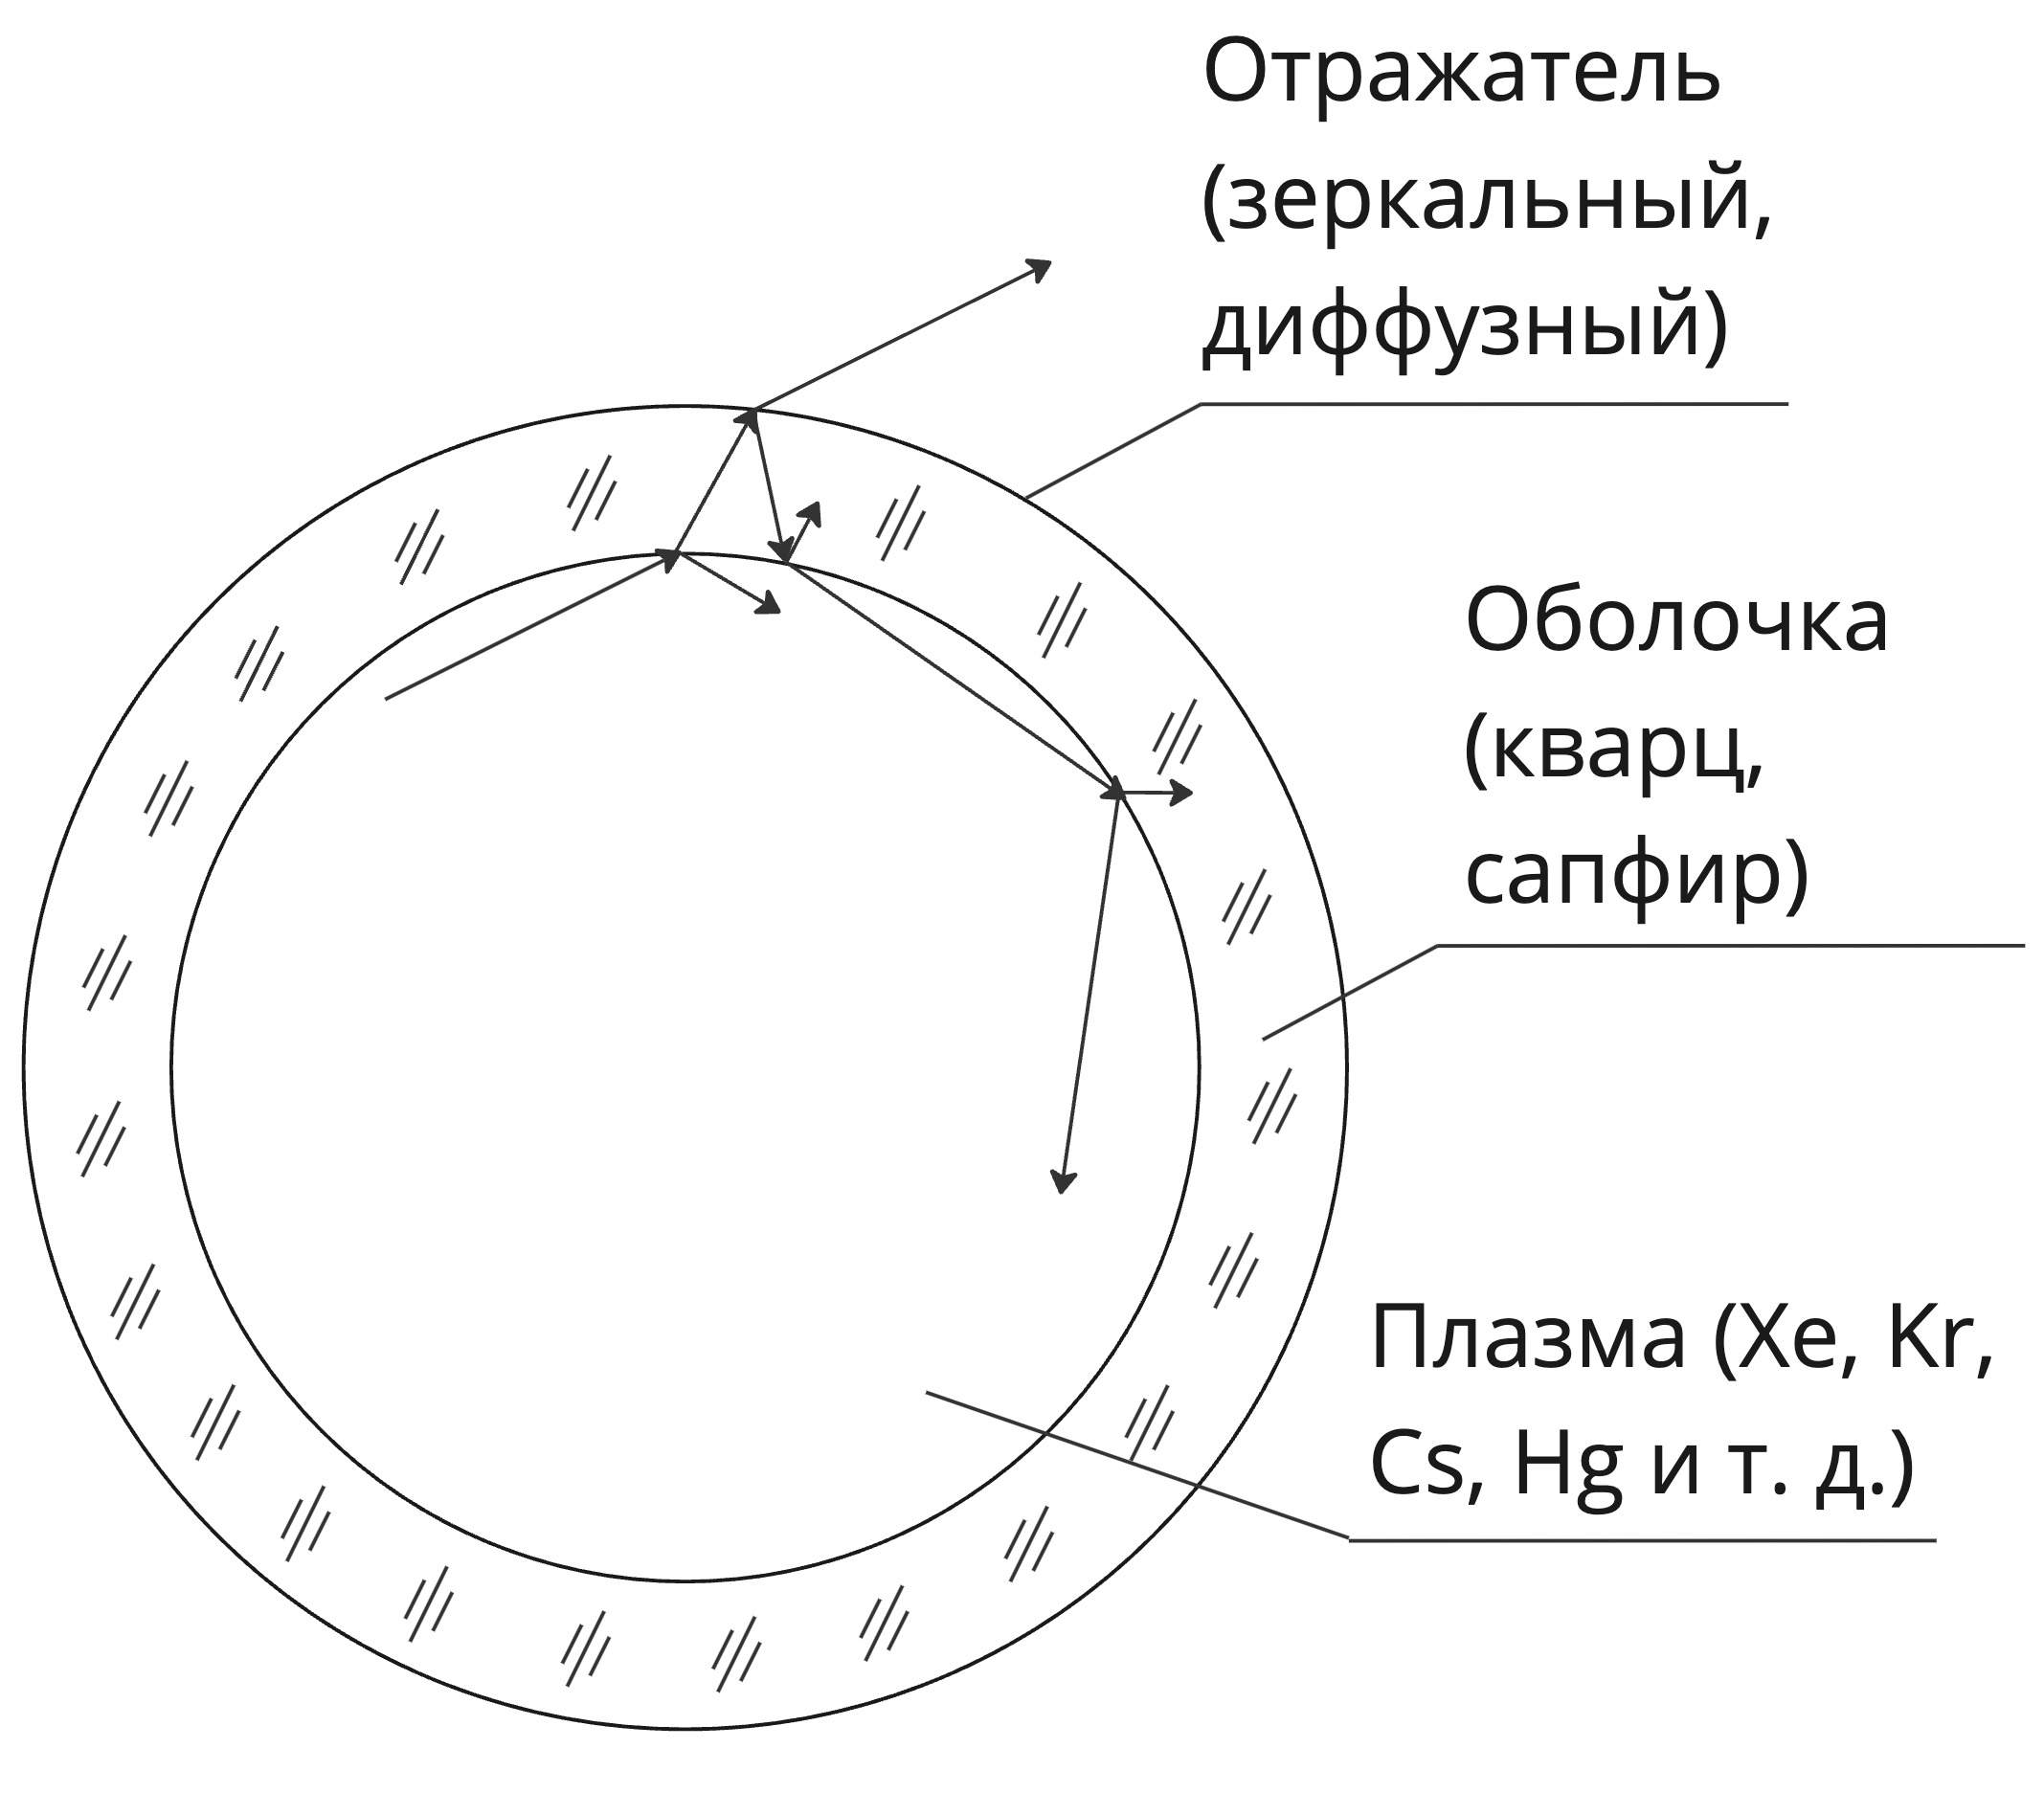 Отражатель
(зеркальный,
диффузный)
Оболочка
(кварц,
сапфир)
Плазма (Xe, Kr,
Cs, Hg и т. д.)